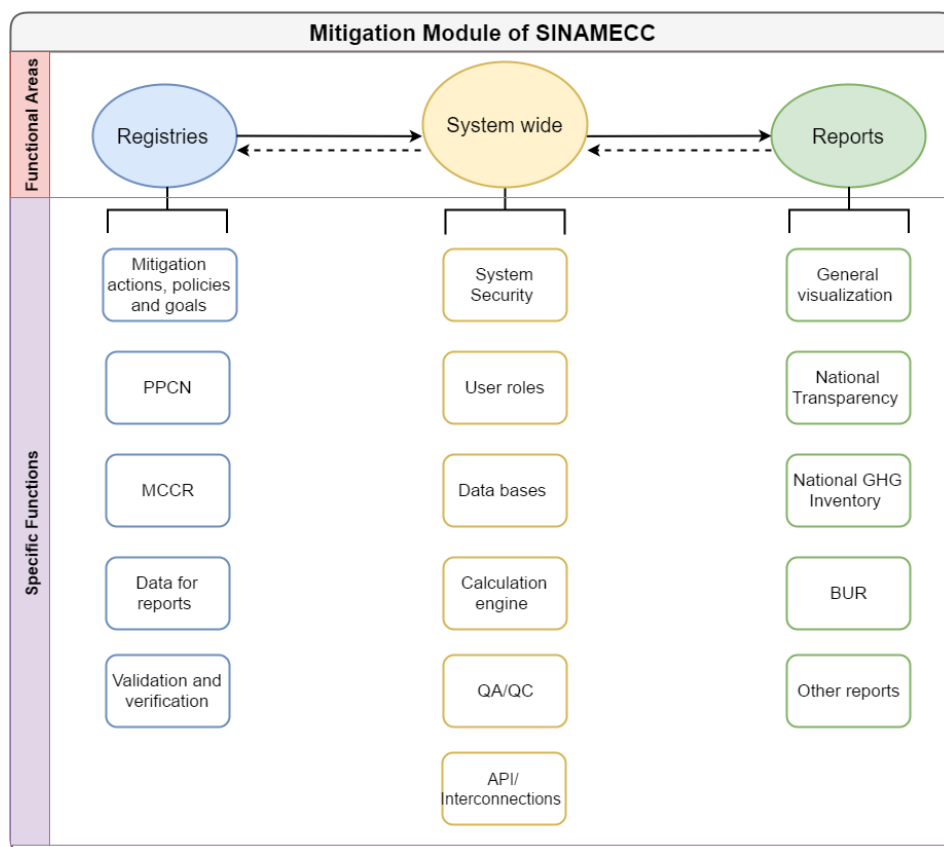 Mitigation Module of SINAMECC
Functional Areas
Registries
System wide
Reports
Specific Functions
Mitigation
actions, policies
and goals
PPCN
MCCR
Data for
reports
Validation and
verification
System
Security
User roles
Data bases
Calculation
engine
QA/QC
API/
Interconnections
General
visualization
National
Transparency
National GHG
Inventory
BUR
Other reports